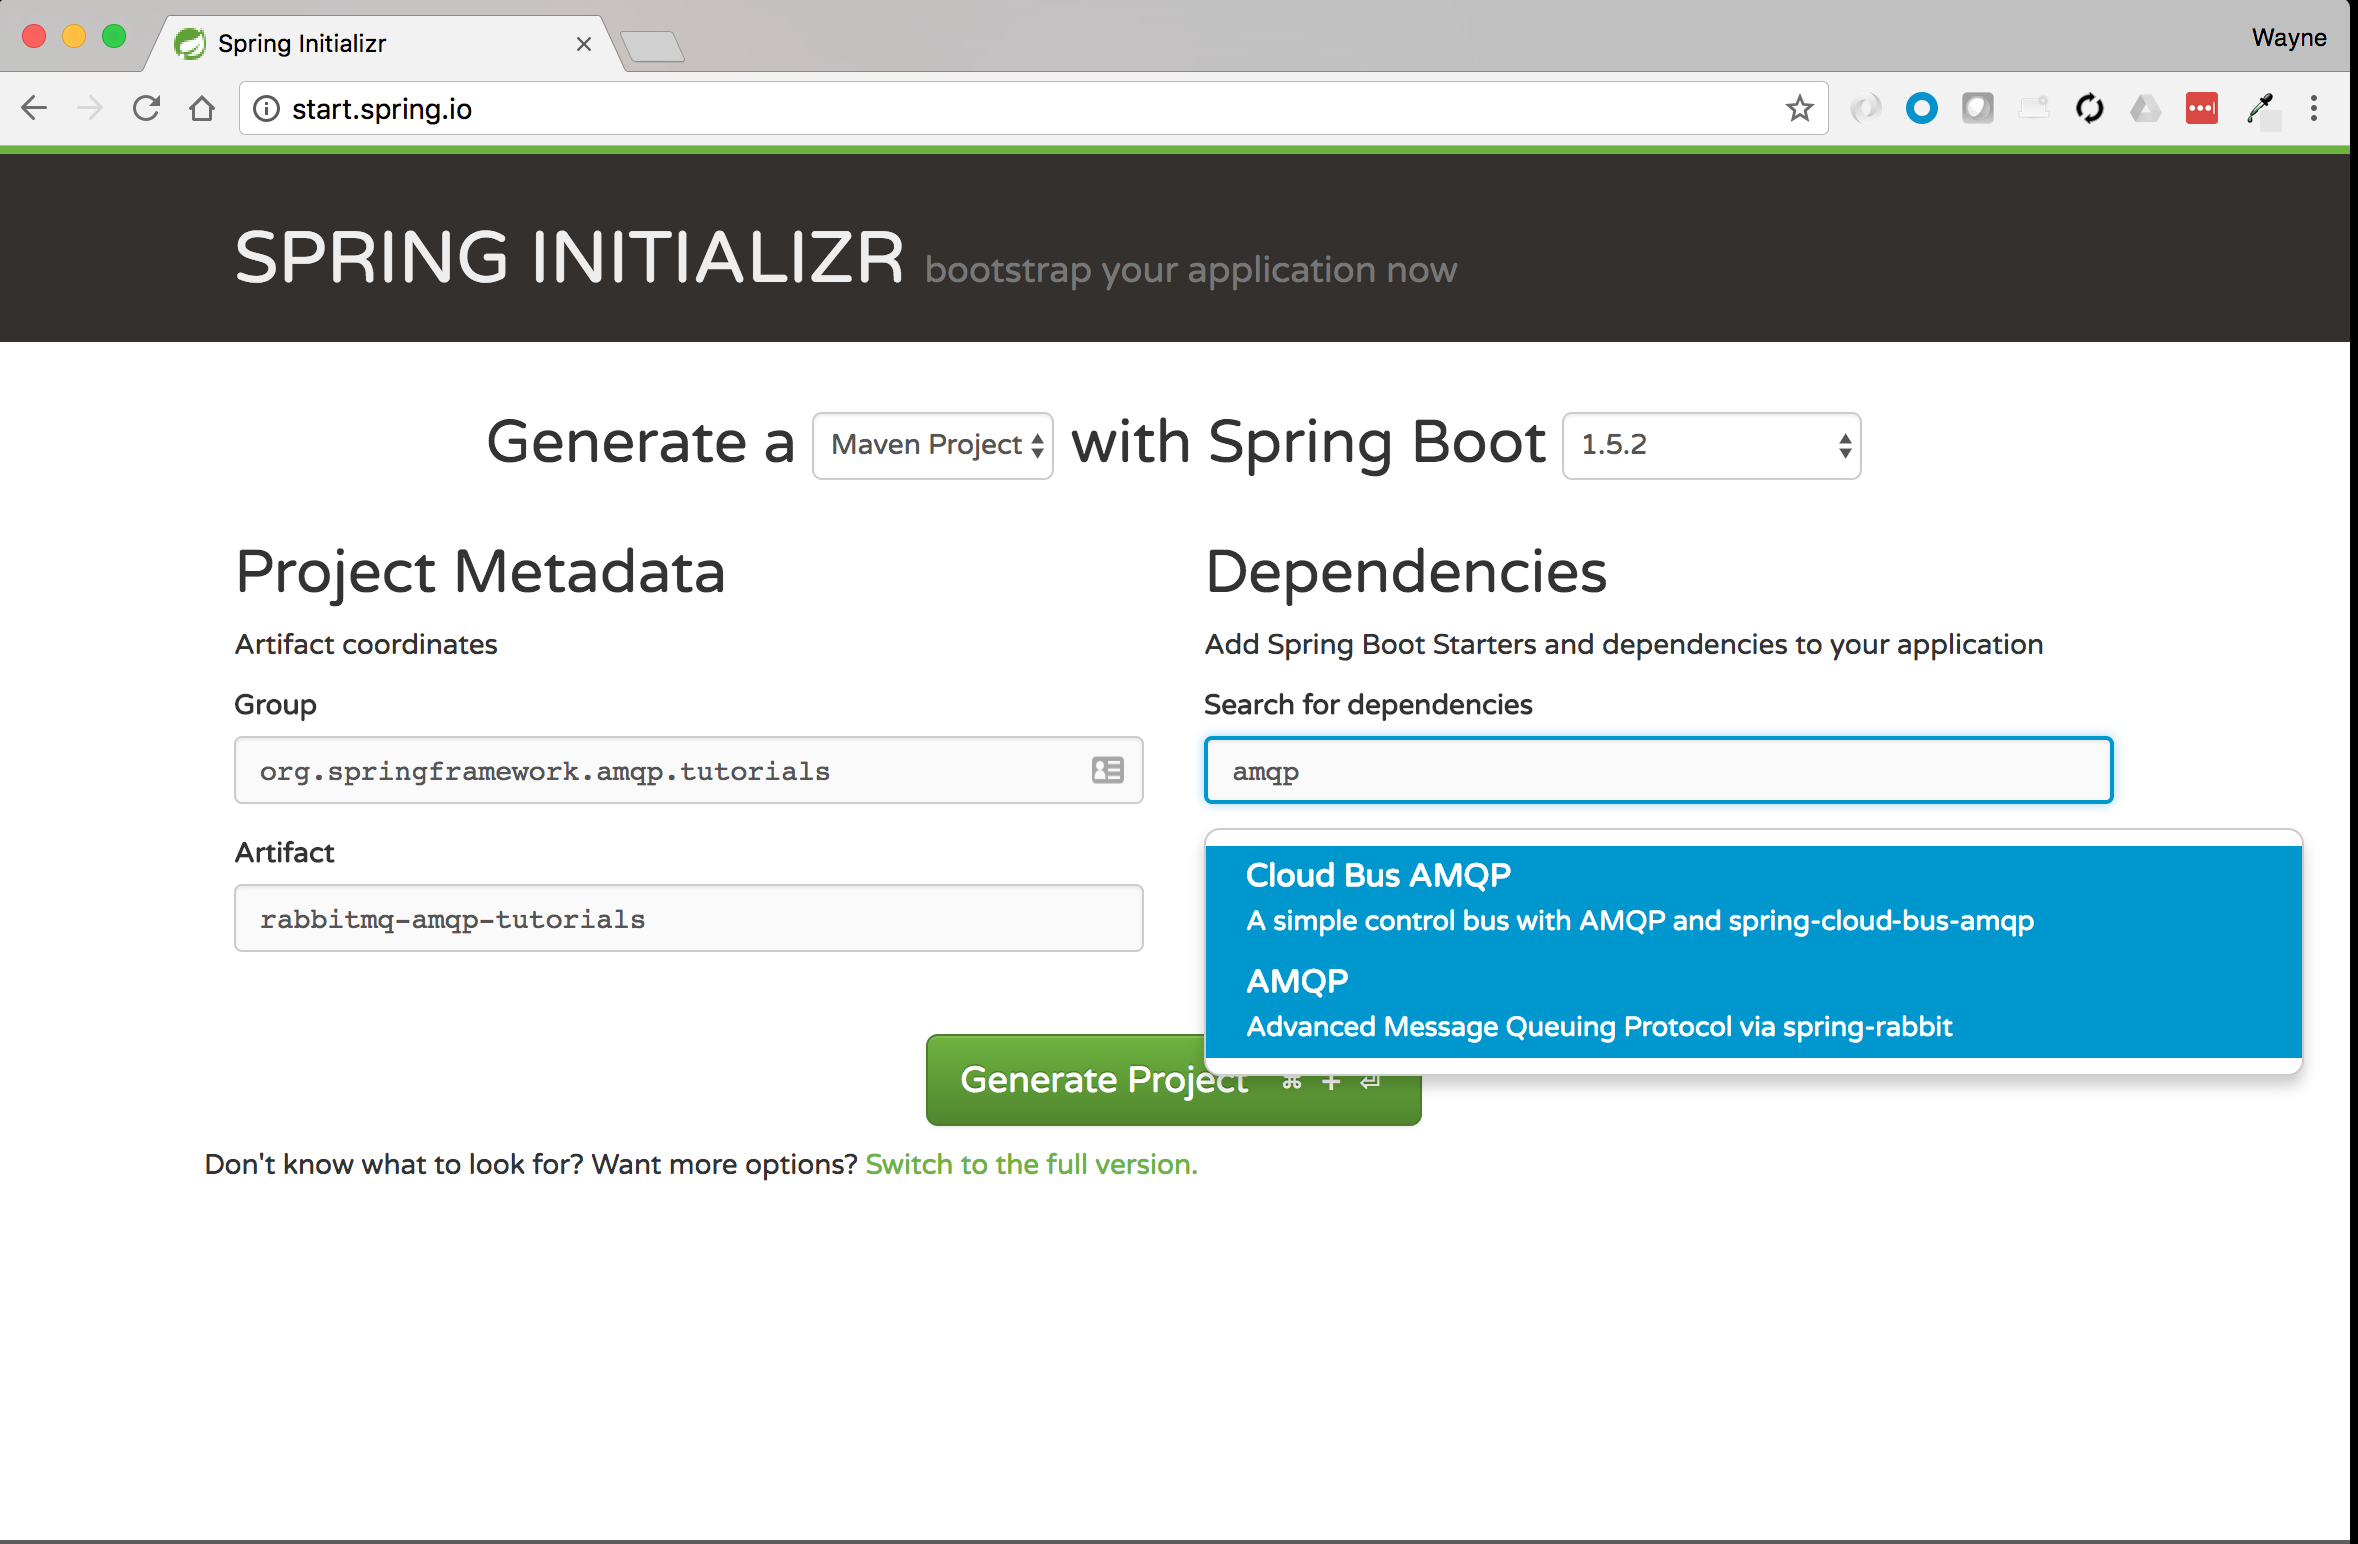 Spring Initializr
Wayne
start.spring.io
SPRING INITIALIZR bootstrap your application now
Generate a Maven Project with Spring Boot 1.5.2
Project Metadata
Artifact coordinates
Group
org.springframework.amqp.tutorials
Artifact
rabbitmq-amqp-tutorials
Dependencies
Add Spring Boot Starters and dependencies to your application
Search for dependencies
amqp
Cloud Bus AMQP
A simple control bus with AMQP and spring-cloud-bus-amqp
AMQP
Advanced Message Queuing Protocol via spring-rabbit
Generate Project ⌘ + ⏎
Don't know what to look for? Want more options? Switch to the full version.